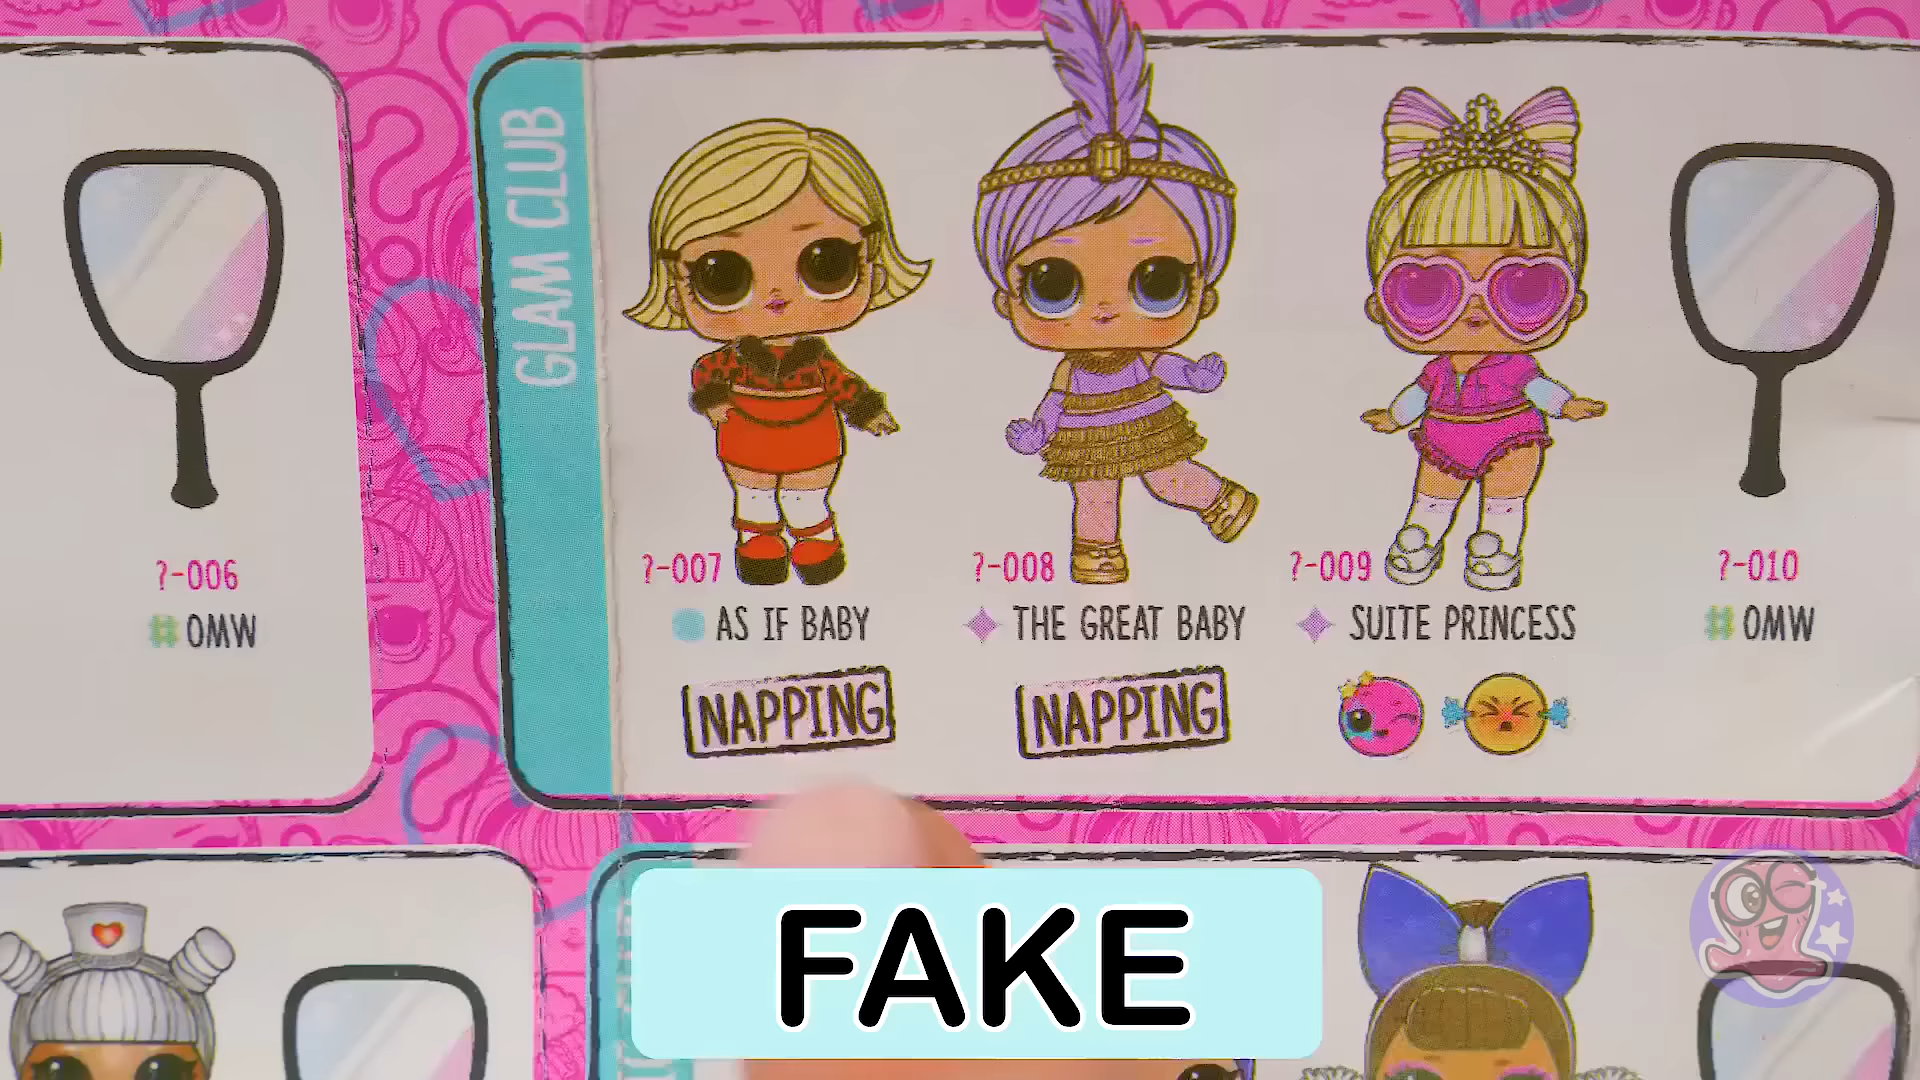 GLAM CLUB
?-006
# OMW
?-007
AS IF BABY
NAPPING
?-008
THE GREAT BABY
NAPPING
?-009
SUITE PRINCESS
?-010
# OMW
FAKE